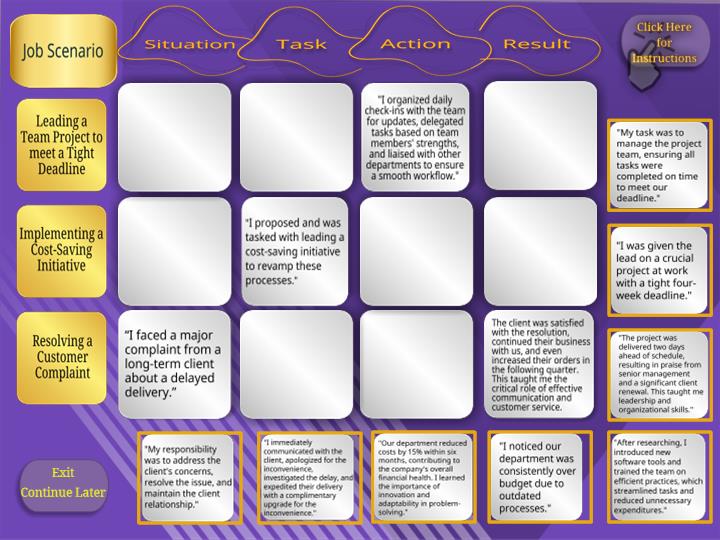 Job Scenario
Situation
Task
Action
Result
Click Here
for
Instructions
Leading a
Team Project to
meet a Tight
Deadline
"I organized daily
check-ins with the team
for updates, delegated
tasks based on team
members' strengths,
and liaised with other
departments to ensure
a smooth workflow."
"My task was to
manage the project
team, ensuring all
tasks were
completed on time
to meet our
deadline."
Implementing a
Cost-Saving
Initiative
"I proposed and was
tasked with leading a
cost-saving initiative
to revamp these
processes."
"I was given the
lead on a crucial
project at work
with a tight four-
week deadline."
Resolving a
Customer
Complaint
"I faced a major
complaint from a
long-term client
about a delayed
delivery."
The client was satisfied
with the resolution,
continued their business
with us, and even
increased their orders in
the following quarter.
This taught me the
critical role of effective
communication and
customer service.
"The project was
delivered two days
ahead of schedule,
resulting in praise from
senior management
and a significant client
renewal. This taught me
leadership and
organizational skills."
Exit
Continue Later
"My responsibility
was to address the
client's concerns,
resolve the issue, and
maintain the client
relationship."
"I immediately
communicated with the
client, apologized for the
inconvenience,
investigated the delay, and
expedited their delivery
with a complimentary
upgrade for the
inconvenience."
"Our department reduced
costs by 15% within six
months, contributing to
the company's overall
financial health. I learned
the importance of
innovation and
adaptability in problem-
solving."
"I noticed our
department was
consistently over
budget due to
outdated
processes."
"After researching, I
introduced new
software tools and
trained the team on
efficient practices, which
streamlined tasks and
reduced unnecessary
expenditures."